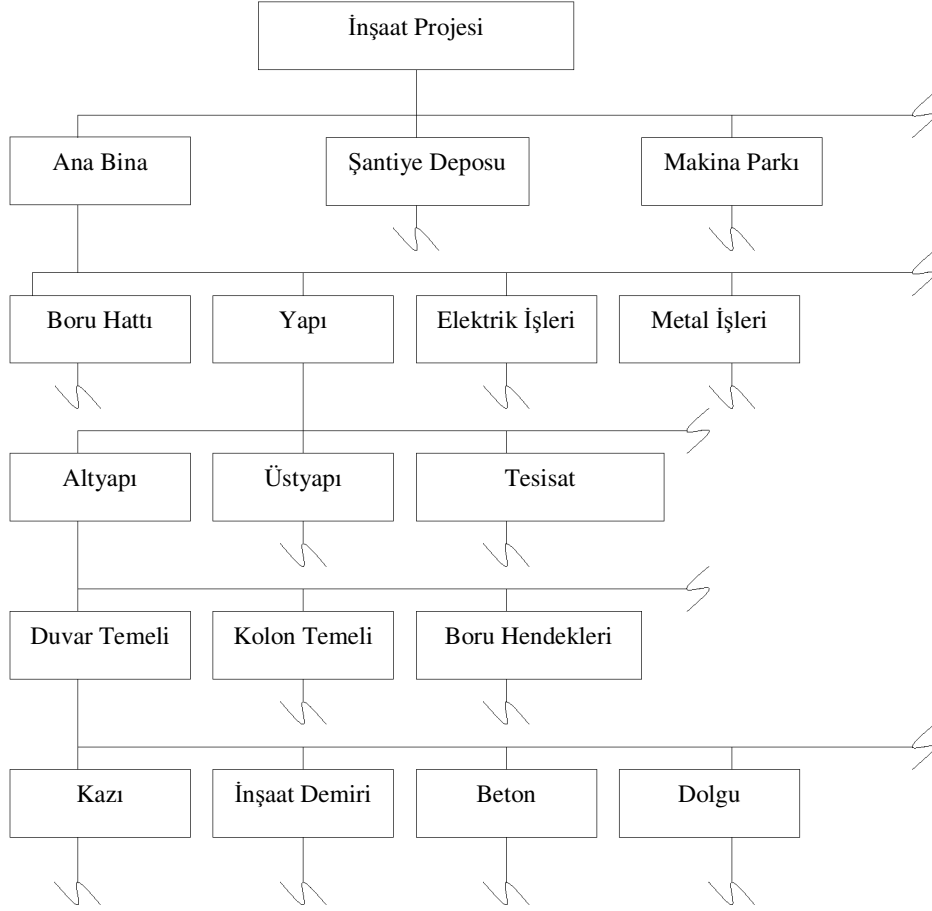 İnşaat Projesi
Ana Bina
Şantiye Deposu
Makina Parkı
Boru Hattı
Yapı
Elektrik İşleri
Metal İşleri
Altyapı
Üstyapı
Tesisat
Duvar Temeli
Kolon Temeli
Boru Hendekleri
Kazı
İnşaat Demiri
Beton
Dolgu